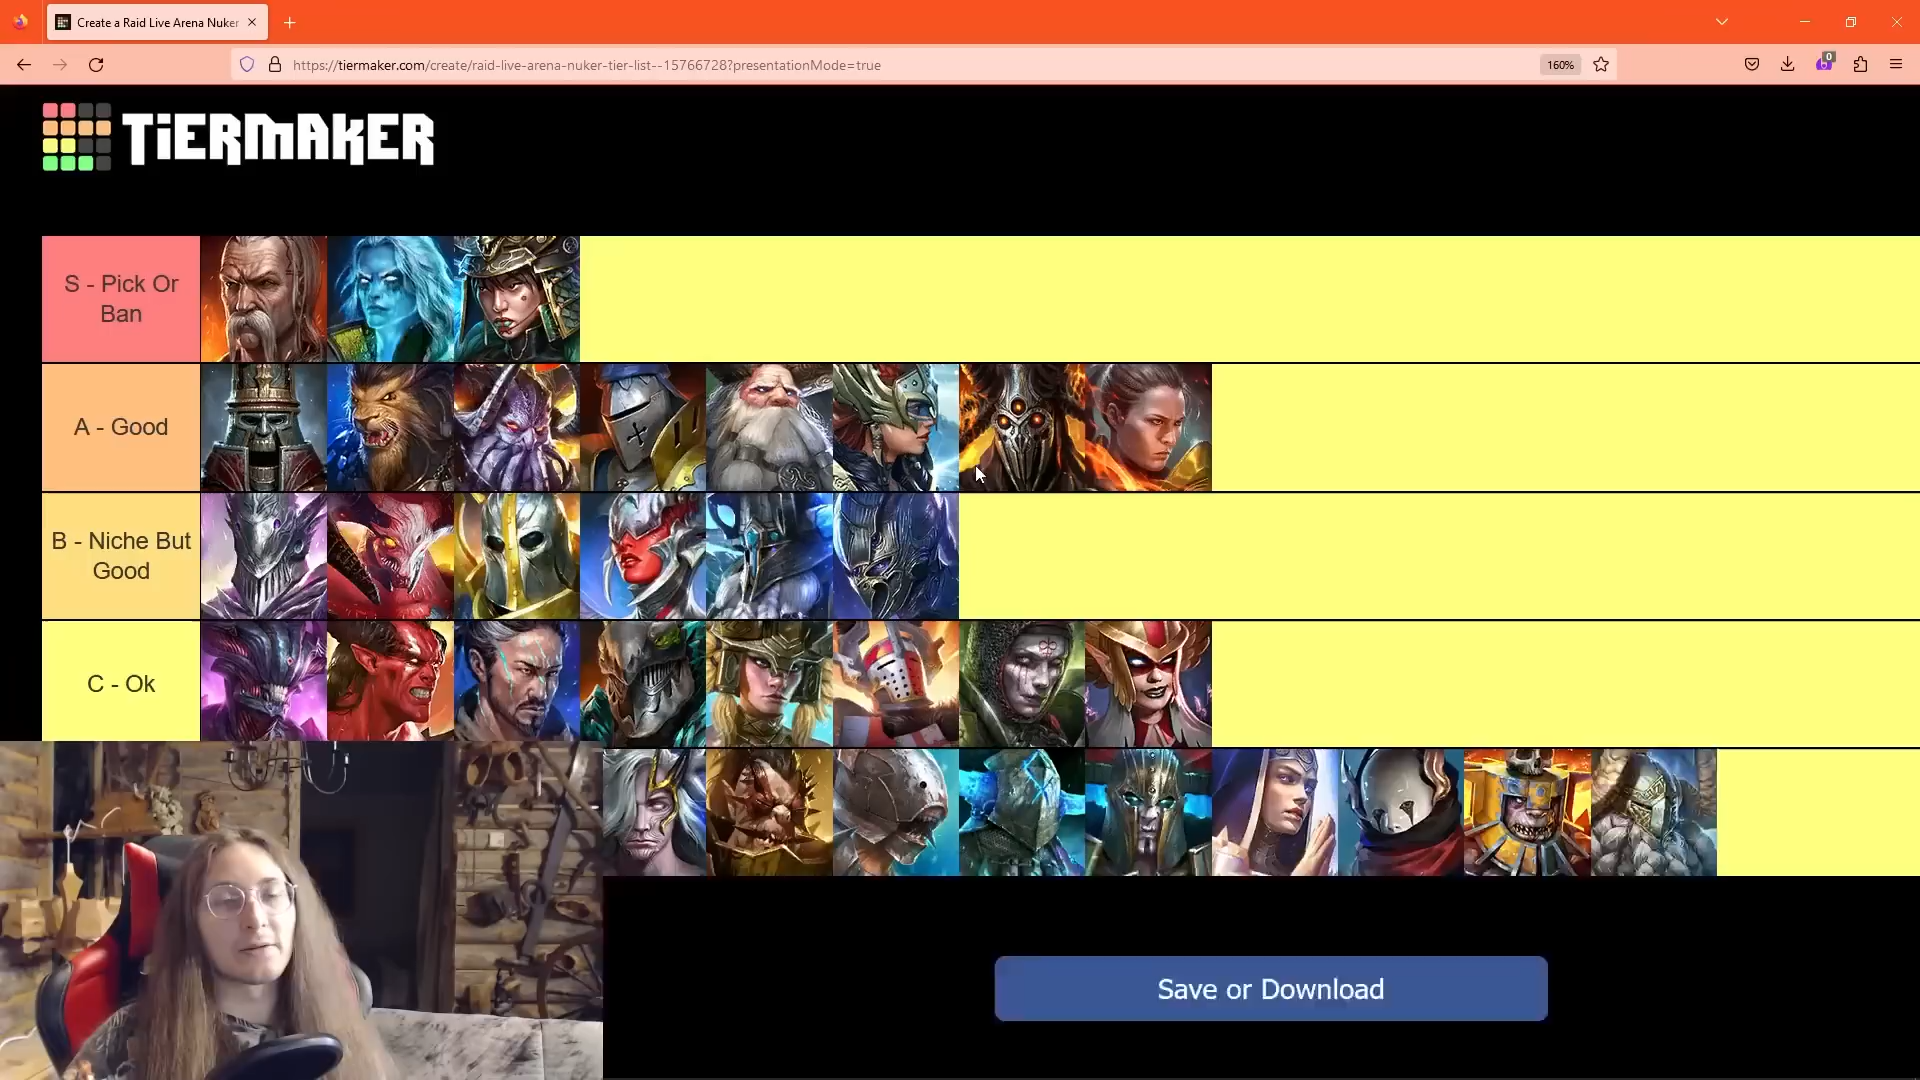 Create a Raid Live Arena Nuker
https://tiermaker.com/create/raid-live-arena-nuker-tier-list--15766728?presentationMode=true
160%
0
TiERMAKER
S - Pick Or
Ban
A - Good
B - Niche But
Good
C - Ok
Save or Download